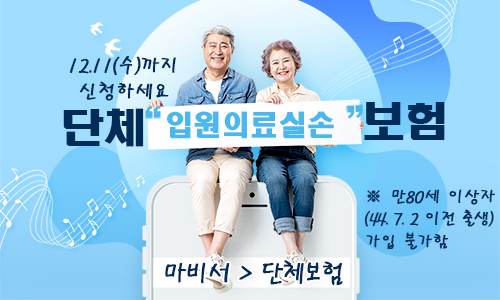 12.11(수)까지
신청하세요
단체“입원의료실손”보험
※ 만80세 이상자
(44. 7. 2 이전 출생)
가입 불가함
마비서 > 단체보험